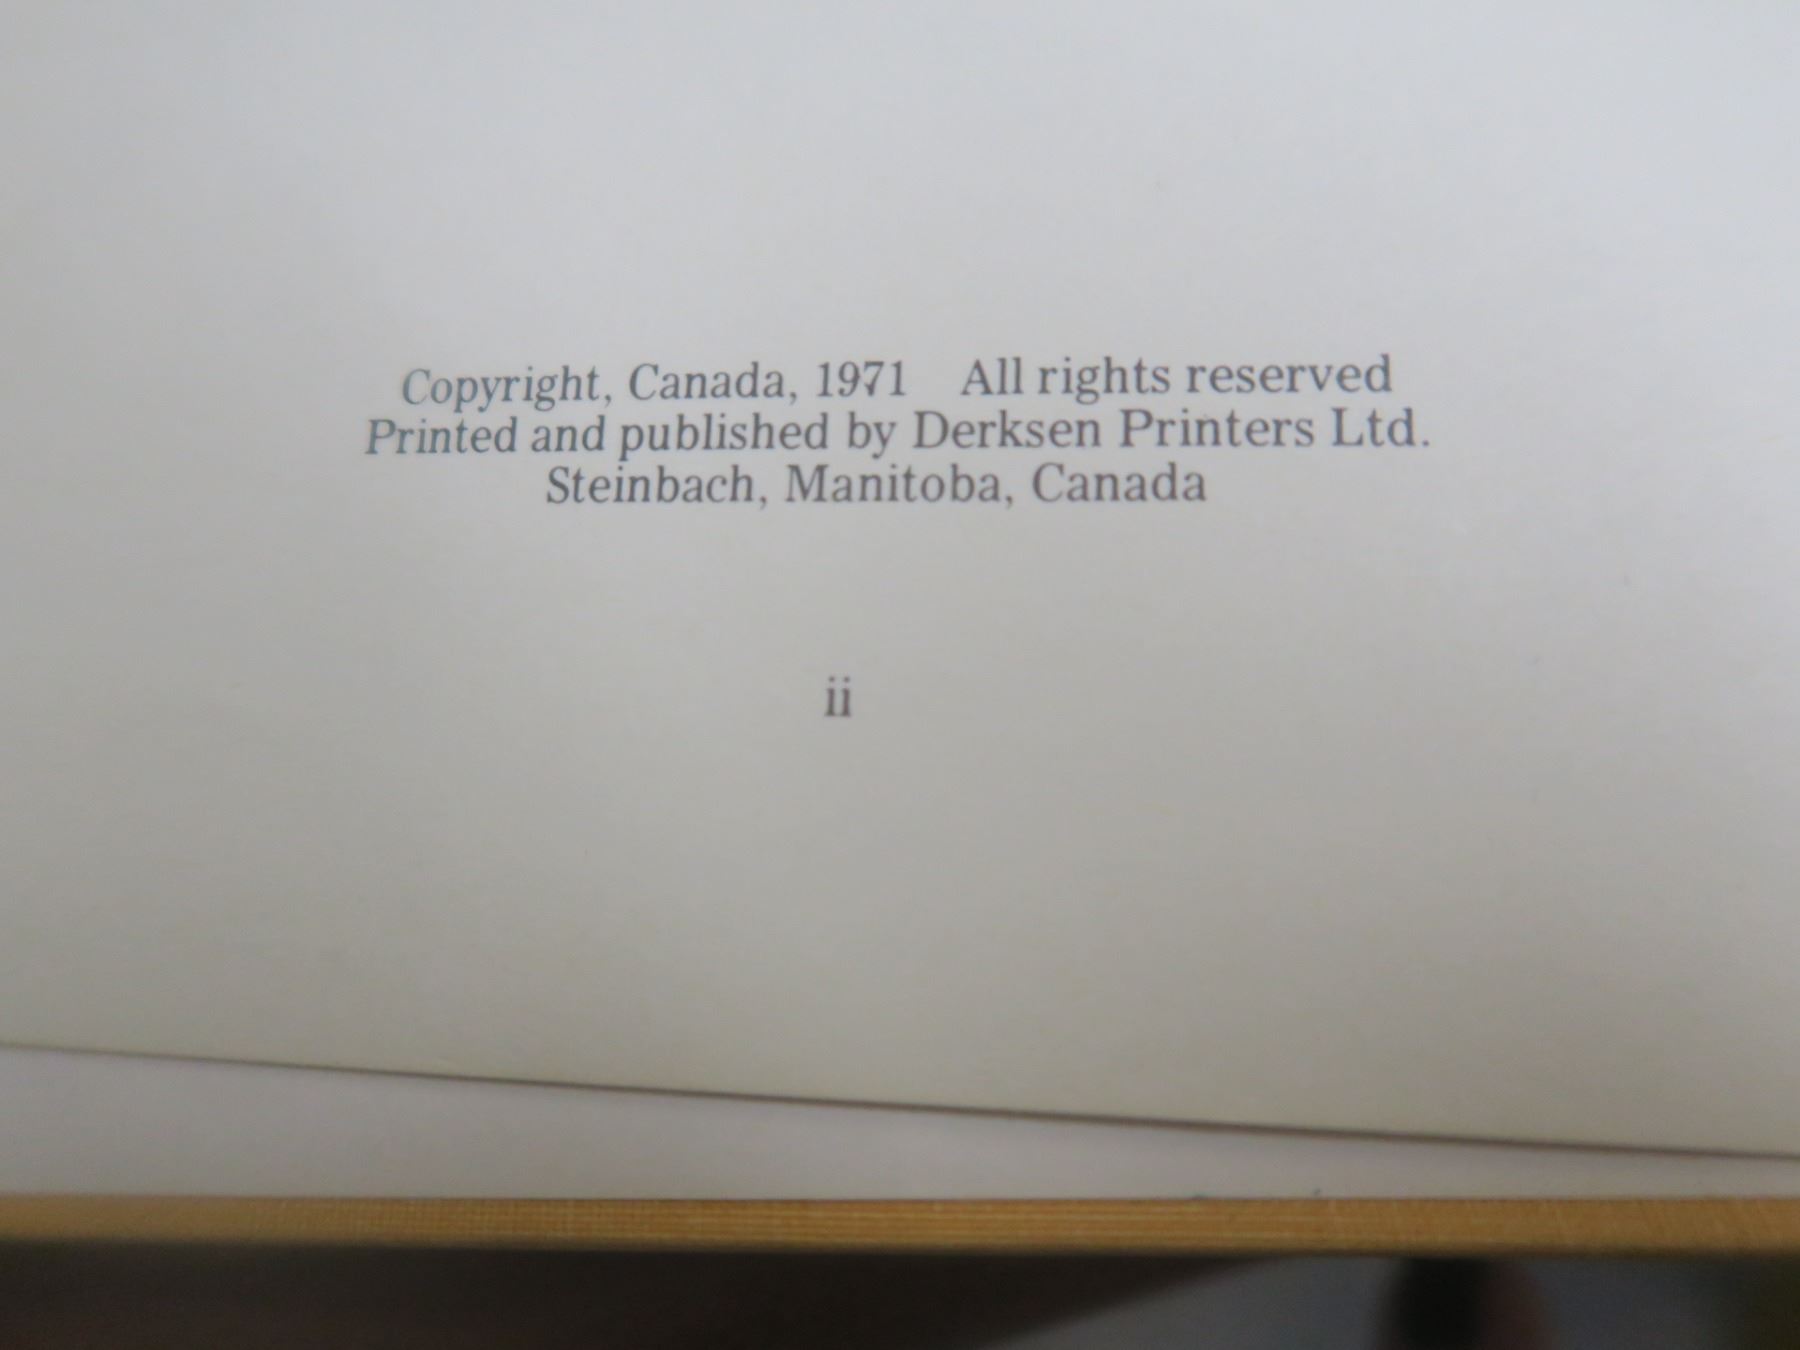 Copyright, Canada, 1971 All rights reserved
Printed and published by Derksen Printers Ltd.
Steinbach, Manitoba, Canada
ii